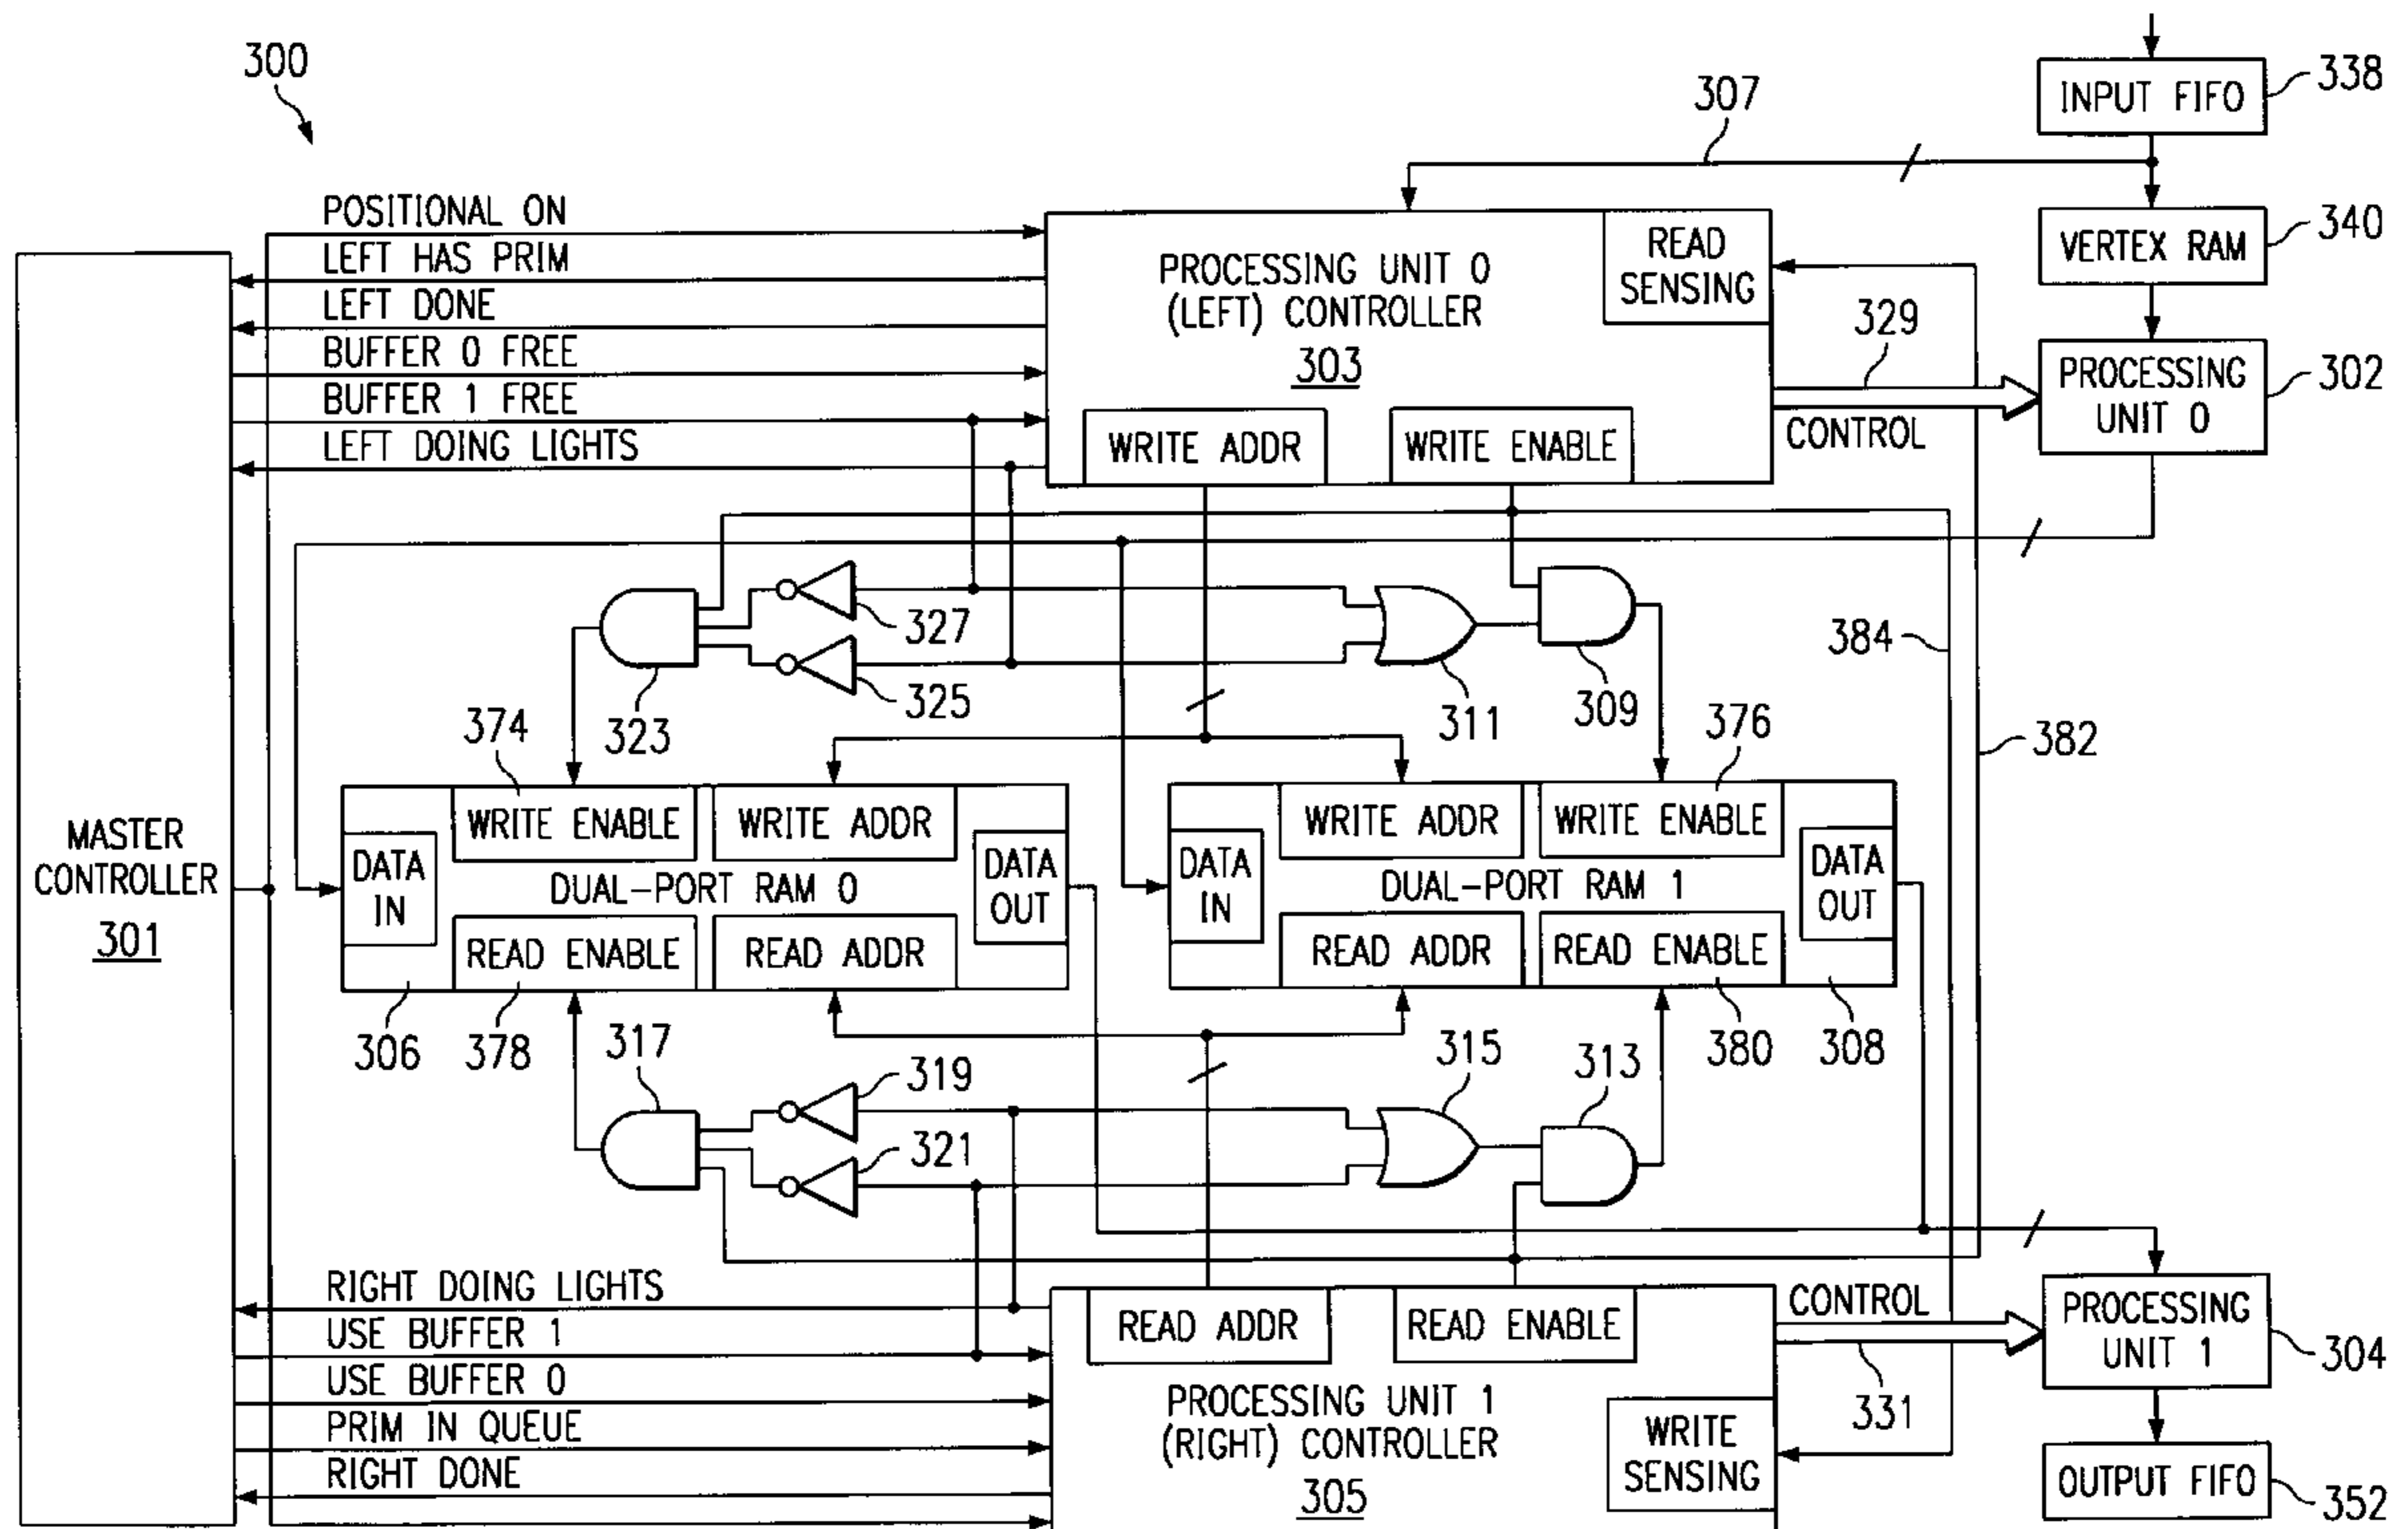 300
307
INPUT FIFO
338
POSITIONAL ON
LEFT HAS PRIM
LEFT DONE
BUFFER 0 FREE
BUFFER 1 FREE
LEFT DOING LIGHTS
PROCESSING UNIT 0
(LEFT) CONTROLLER
303
READ
SENSING
WRITE ADDR
WRITE ENABLE
329
CONTROL
VERTEX RAM
340
PROCESSING
UNIT 0
302
327
325
323
311
309
384
382
374
376
MASTER
CONTROLLER
301
WRITE ENABLE
WRITE ADDR
DATA
IN
DUAL-PORT RAM 0
DATA
OUT
READ ENABLE
READ ADDR
306
378
WRITE ADDR
WRITE ENABLE
DATA
IN
DUAL-PORT RAM 1
DATA
OUT
READ ADDR
READ ENABLE
380
308
317
319
321
315
313
RIGHT DOING LIGHTS
USE BUFFER 1
USE BUFFER 0
PRIM IN QUEUE
RIGHT DONE
READ ADDR
READ ENABLE
PROCESSING UNIT 1
(RIGHT) CONTROLLER
305
WRITE
SENSING
CONTROL
331
PROCESSING
UNIT 1
304
OUTPUT FIFO
352